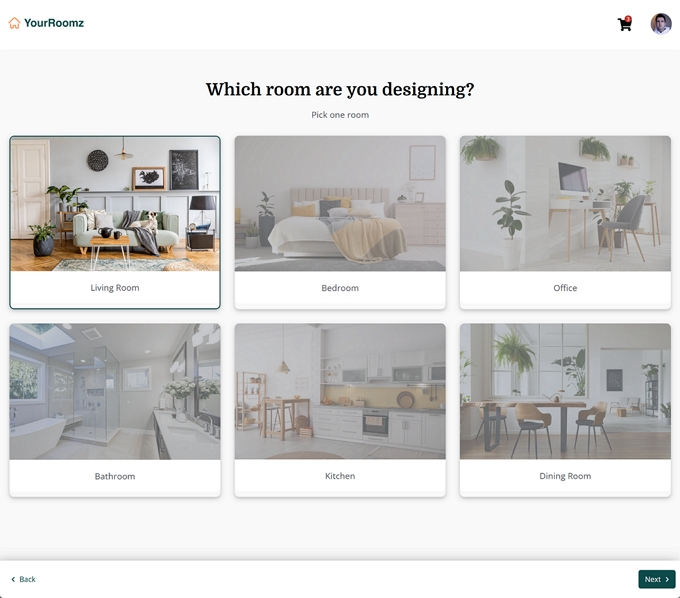 YourRoomz
Which room are you designing?
Pick one room
Living Room
Bedroom
Office
Bathroom
Kitchen
Dining Room
Back
Next